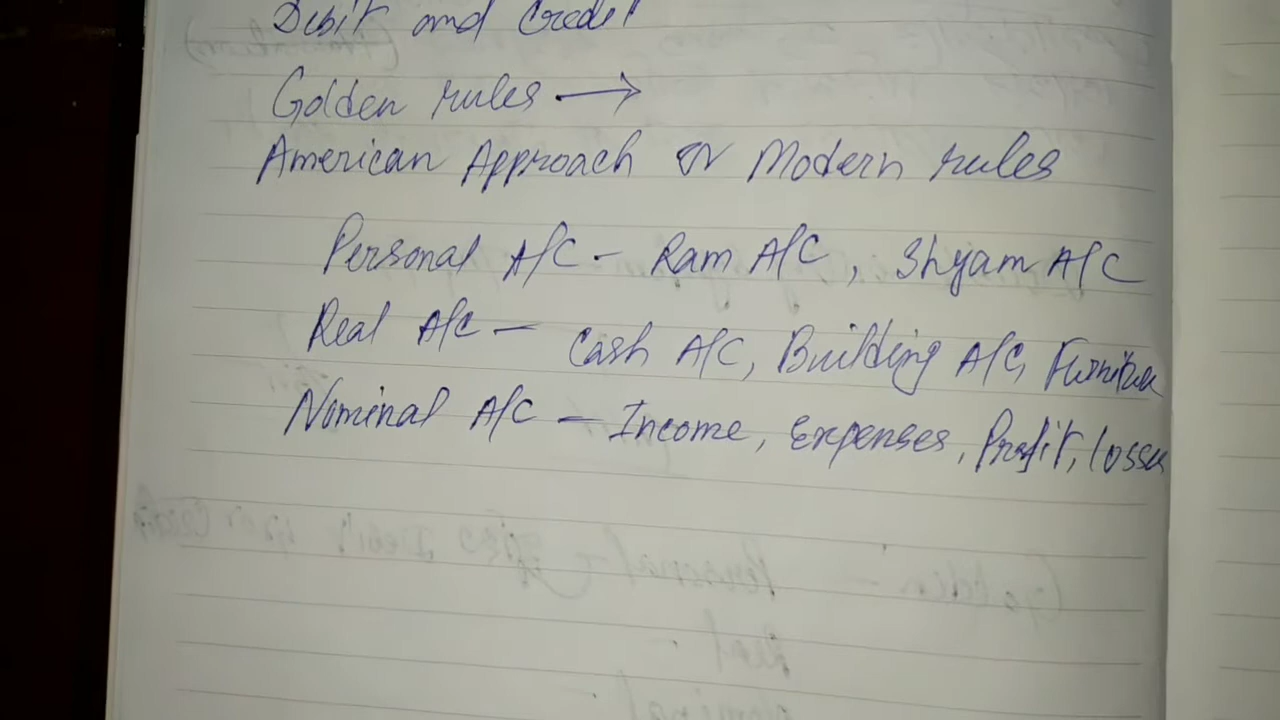 Debit and Credit
Golden rules →
American Approach or Modern rules
Personal A/C - Ram A/C, Shyam A/C
Real A/C - Cash A/C, Building A/C, Furniture
Nominal A/C - Income, Expenses, Profit, losses